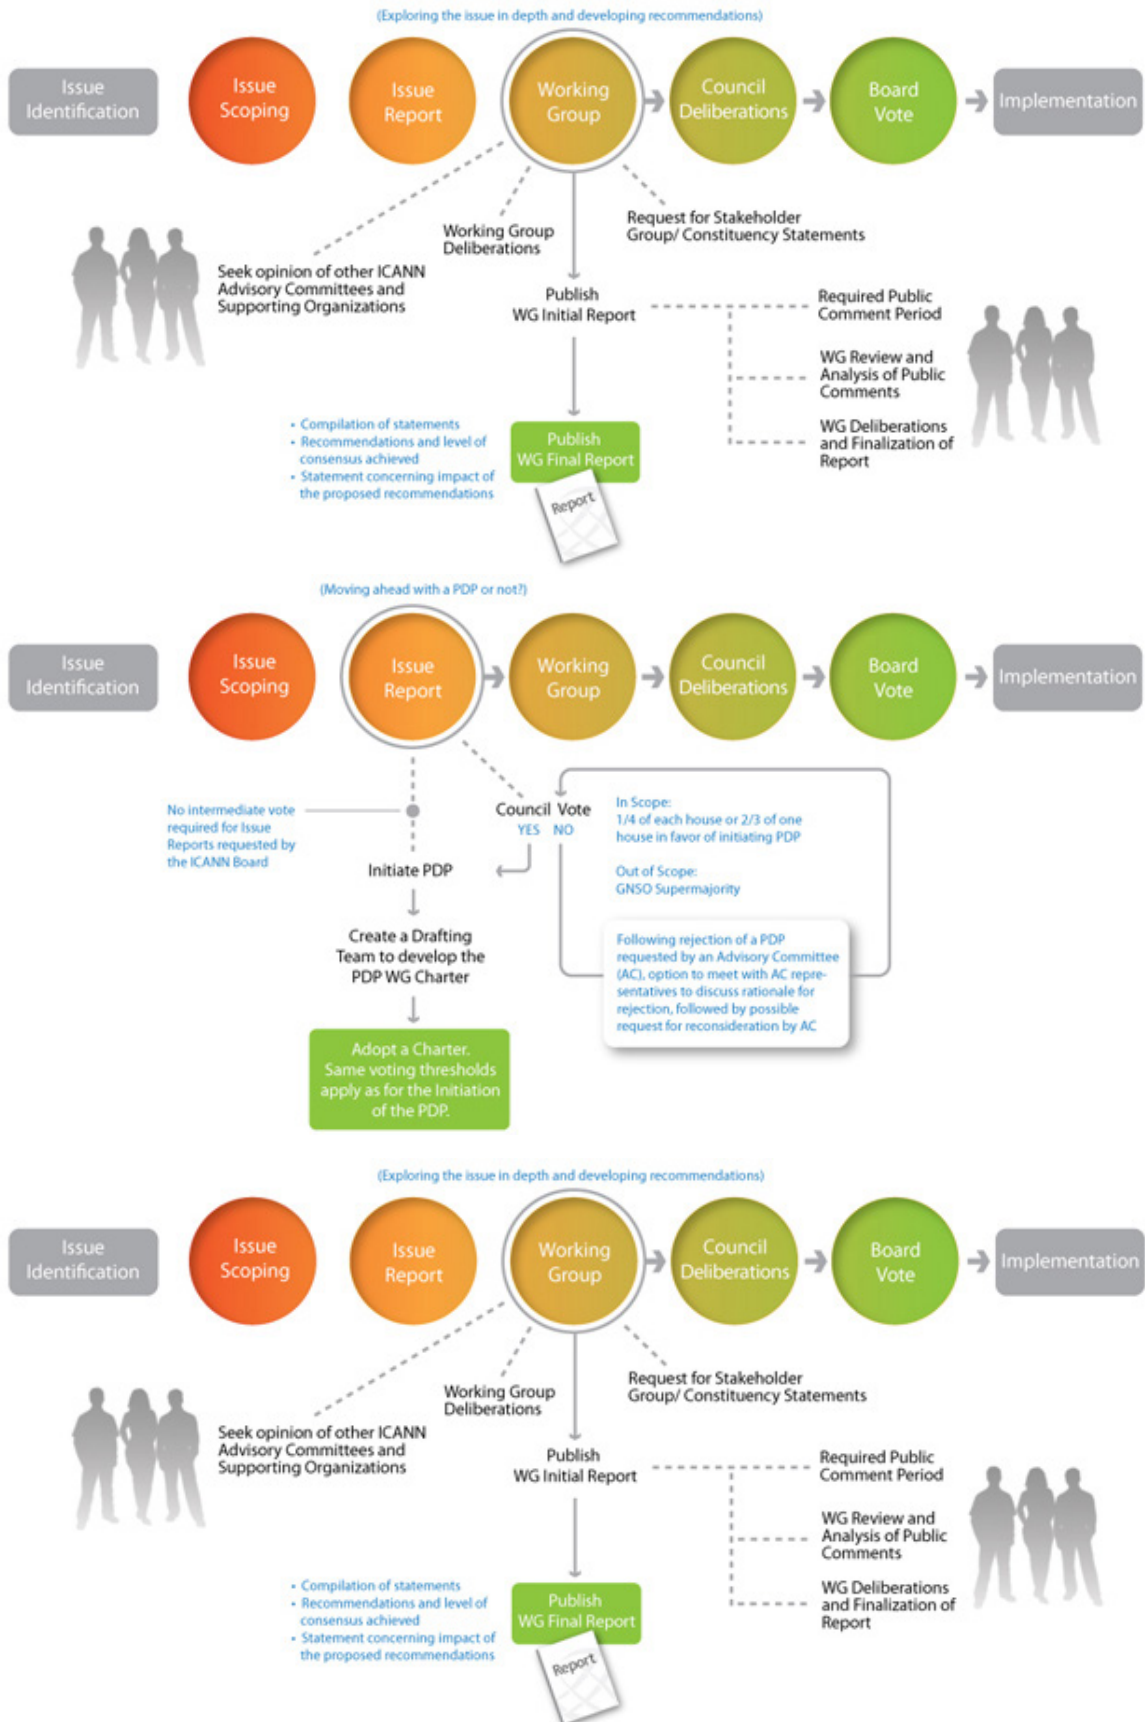 (Exploring the issue in depth and developing recommendations)
Issue
Identification
Issue
Scoping
Issue
Report
Working
Group
Council
Deliberations
Board
Vote
Implementation
Seek opinion of other ICANN
Advisory Committees and
Supporting Organizations
Working Group
Deliberations
Request for Stakeholder
Group/ Constituency Statements
Publish
WG Initial Report
Required Public
Comment Period
WG Review and
Analysis of Public
Comments
WG Deliberations
and Finalization of
Report
• Compilation of statements
• Recommendations and level of
consensus achieved
• Statement concerning impact of
the proposed recommendations
Publish
WG Final Report
Report
(Moving ahead with a PDP or not?)
Issue
Identification
Issue
Scoping
Issue
Report
Working
Group
Council
Deliberations
Board
Vote
Implementation
No intermediate vote
required for Issue
Reports requested by
the ICANN Board
Council Vote
YES NO
In Scope:
1/4 of each house or 2/3 of one
house in favor of initiating PDP
Out of Scope:
GNSO Supermajority
Initiate PDP
Create a Drafting
Team to develop the
PDP WG Charter
Following rejection of a PDP
requested by an Advisory Committee
(AC), option to meet with AC repre-
sentatives to discuss rationale for
rejection, followed by possible
request for reconsideration by AC
Adopt a Charter.
Same voting thresholds
apply as for the Initiation
of the PDP.
(Exploring the issue in depth and developing recommendations)
Issue
Identification
Issue
Scoping
Issue
Report
Working
Group
Council
Deliberations
Board
Vote
Implementation
Seek opinion of other ICANN
Advisory Committees and
Supporting Organizations
Working Group
Deliberations
Request for Stakeholder
Group/ Constituency Statements
Publish
WG Initial Report
Required Public
Comment Period
WG Review and
Analysis of Public
Comments
WG Deliberations
and Finalization of
Report
• Compilation of statements
• Recommendations and level of
consensus achieved
• Statement concerning impact of
the proposed recommendations
Publish
WG Final Report
Report